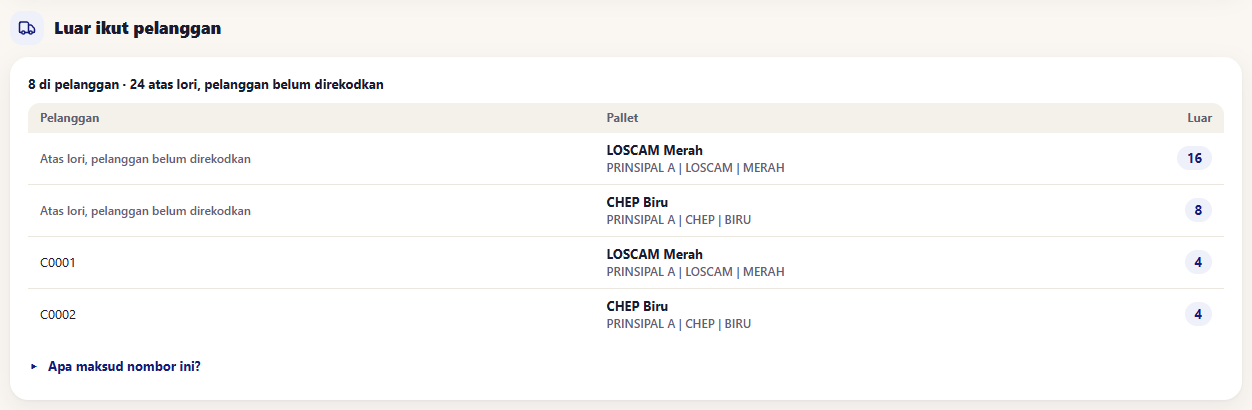 Luar ikut pelanggan
8 di pelanggan · 24 atas lori, pelanggan belum direkodkan
Pelanggan Pallet Luar
Atas lori, pelanggan belum direkodkan LOSCAM Merah 16
PRINSIPAL A | LOSCAM | MERAH
Atas lori, pelanggan belum direkodkan CHEP Biru 8
PRINSIPAL A | CHEP | BIRU
C0001 LOSCAM Merah 4
PRINSIPAL A | LOSCAM | MERAH
C0002 CHEP Biru 4
PRINSIPAL A | CHEP | BIRU
Apa maksud nombor ini?